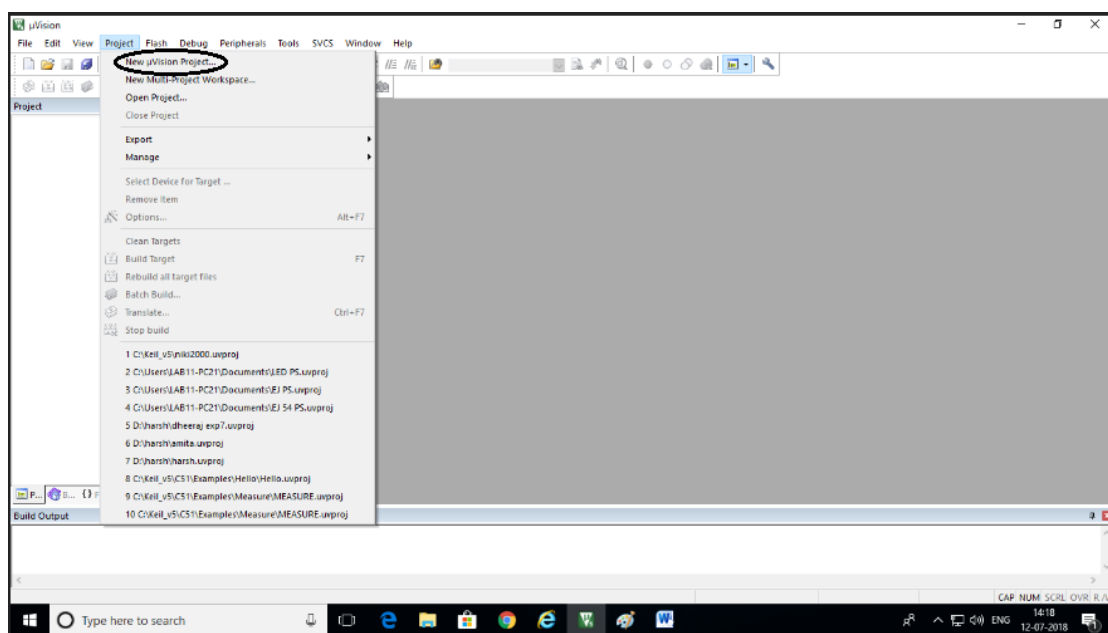 µVision
File Edit View Project Flash Debug Peripherals Tools SVCS Window Help
New µVision Project...
New Multi-Project Workspace...
Project
Open Project...
Close Project
Export
Manage
Select Device for Target ...
Remove Item
Options... Alt+F7
Clean Targets
Build Target F7
Rebuild all target files
Batch Build...
Translate... Ctrl+F7
Stop build
1 C:\Keil_v5\niki2000.uvproj
2 C:\Users\LAB11-PC21\Documents\LED PS.uvproj
3 C:\Users\LAB11-PC21\Documents\EJ PS.uvproj
4 C:\Users\LAB11-PC21\Documents\EJ 54 PS.uvproj
5 D:\harsh\dheeraj exp7.uvproj
6 D:\harsh\amita.uvproj
7 D:\harsh\harsh.uvproj
8 C:\Keil_v5\C51\Examples\Hello\Hello.uvproj
9 C:\Keil_v5\C51\Examples\Measure\MEASURE.uvproj
10 C:\Keil_v5\C51\Examples\Measure\MEASURE.uvproj
P... {} F
Build Output
CAP NUM SCRL OVR
Type here to search
ENG
14:18
12-07-2018